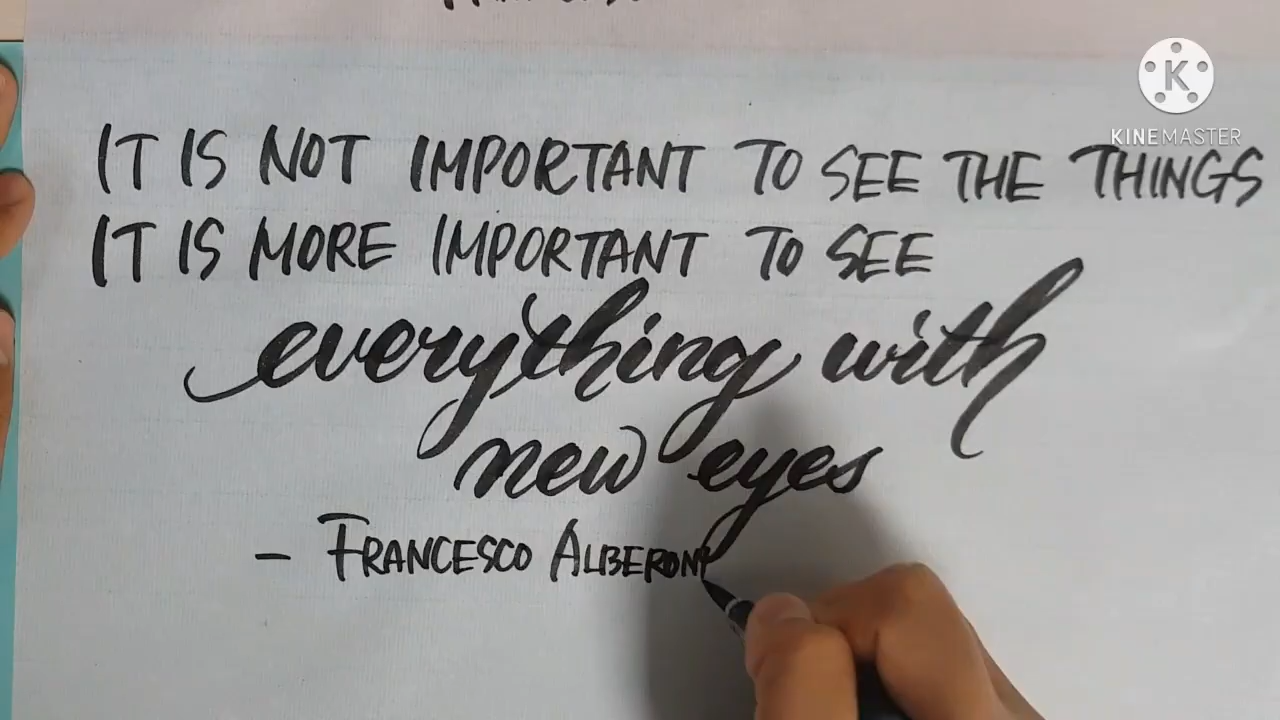 K
KINEMASTER
IT IS NOT IMPORTANT TO SEE THE THINGS
IT IS MORE IMPORTANT TO SEE
everything with
new eyes
- FRANCESCO ALBERONI